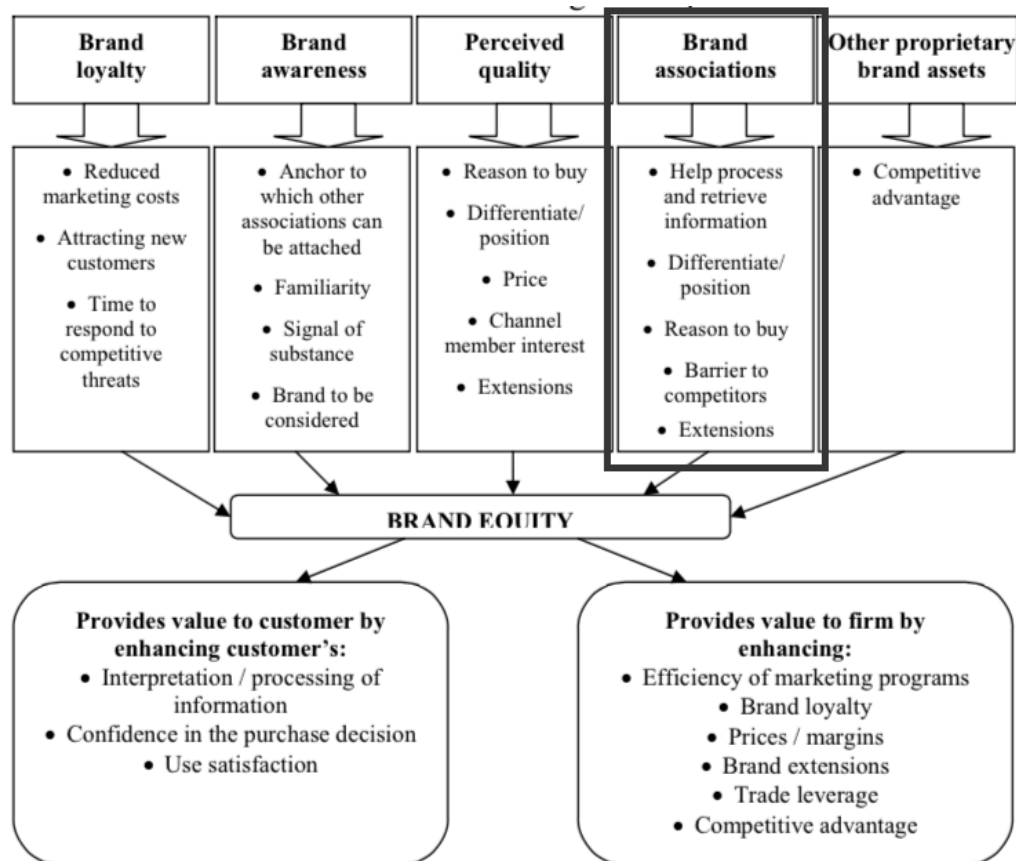 Brand
loyalty
Brand
awareness
Perceived
quality
Brand
associations
Other proprietary
brand assets
• Reduced
marketing costs
• Attracting new
customers
• Time to
respond to
competitive
threats
• Anchor to
which other
associations can
be attached
• Familiarity
• Signal of
substance
• Brand to be
considered
• Reason to buy
• Differentiate/
position
• Price
• Channel
member interest
• Extensions
• Help process
and retrieve
information
• Differentiate/
position
• Reason to buy
• Barrier to
competitors
• Extensions
• Competitive
advantage
BRAND EQUITY
Provides value to customer by
enhancing customer's:
• Interpretation / processing of
information
• Confidence in the purchase decision
• Use satisfaction
Provides value to firm by
enhancing:
• Efficiency of marketing programs
• Brand loyalty
• Prices / margins
• Brand extensions
• Trade leverage
• Competitive advantage